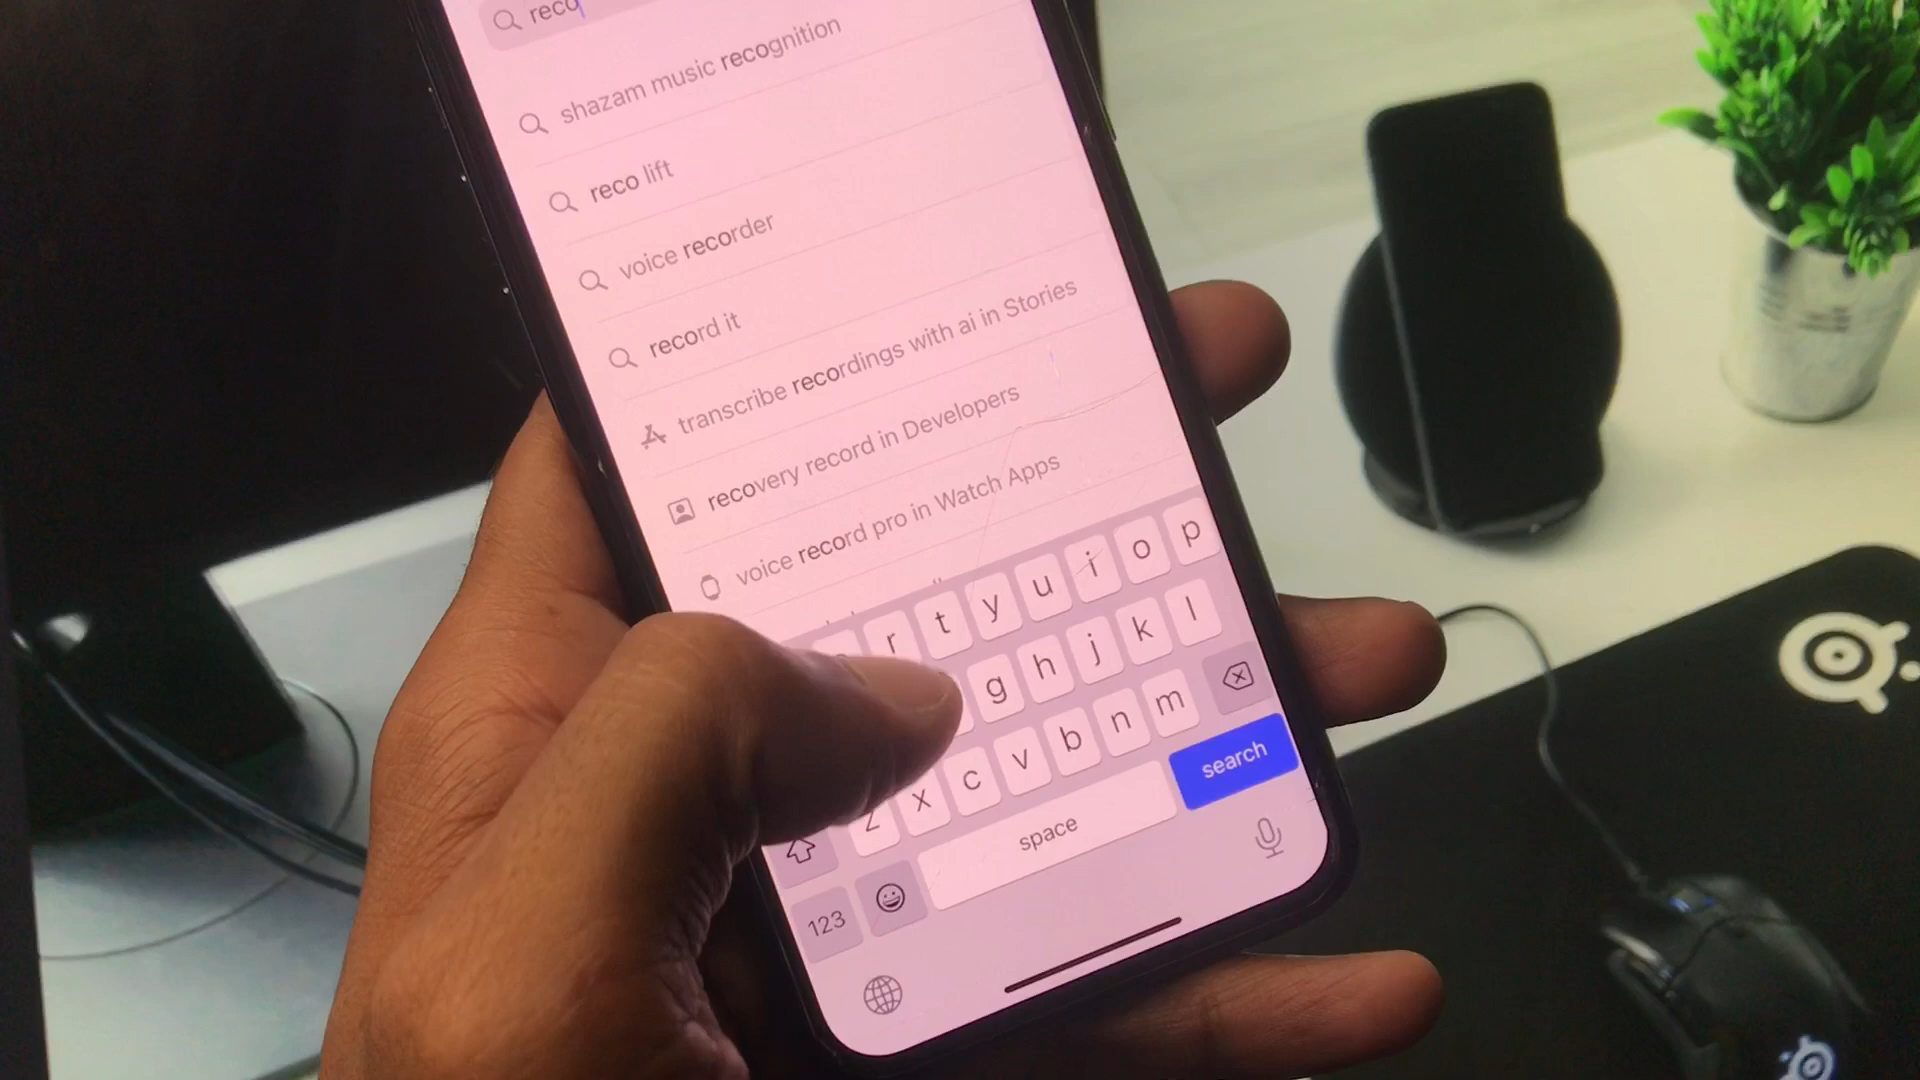 reco
shazam music recognition
reco lift
voice recorder
record it
transcribe recordings with ai in Stories
recovery record in Developers
voice record pro in Watch Apps
r t y u i o p
g h j k l
z x c v b n m
123 space search